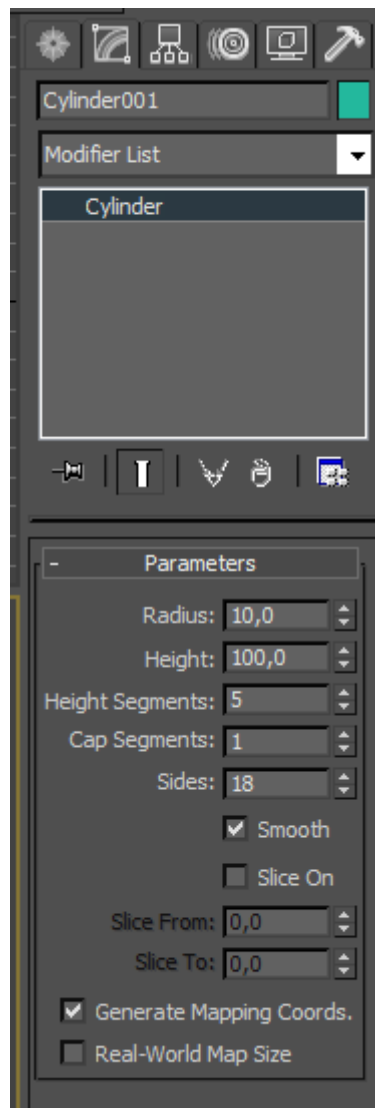 Cylinder001
Modifier List
Cylinder
- Parameters
Radius: 10,0
Height: 100,0
Height Segments: 5
Cap Segments: 1
Sides: 18
Smooth
Slice On
Slice From: 0,0
Slice To: 0,0
Generate Mapping Coords.
Real-World Map Size